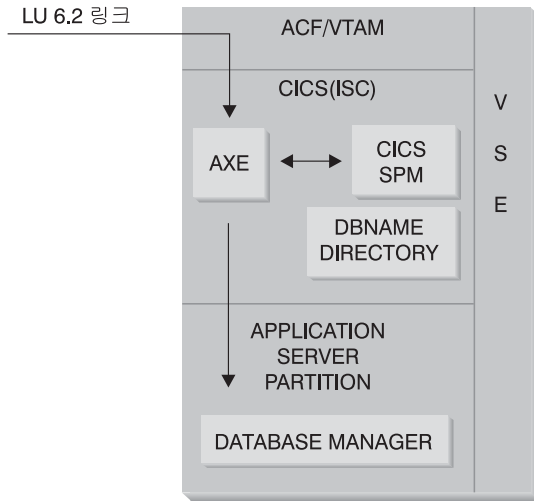 LU 6.2 링크
ACF/VTAM
CICS(ISC)
AXE
CICS
SPM
DBNAME
DIRECTORY
APPLICATION
SERVER
PARTITION
DATABASE MANAGER
V
S
E